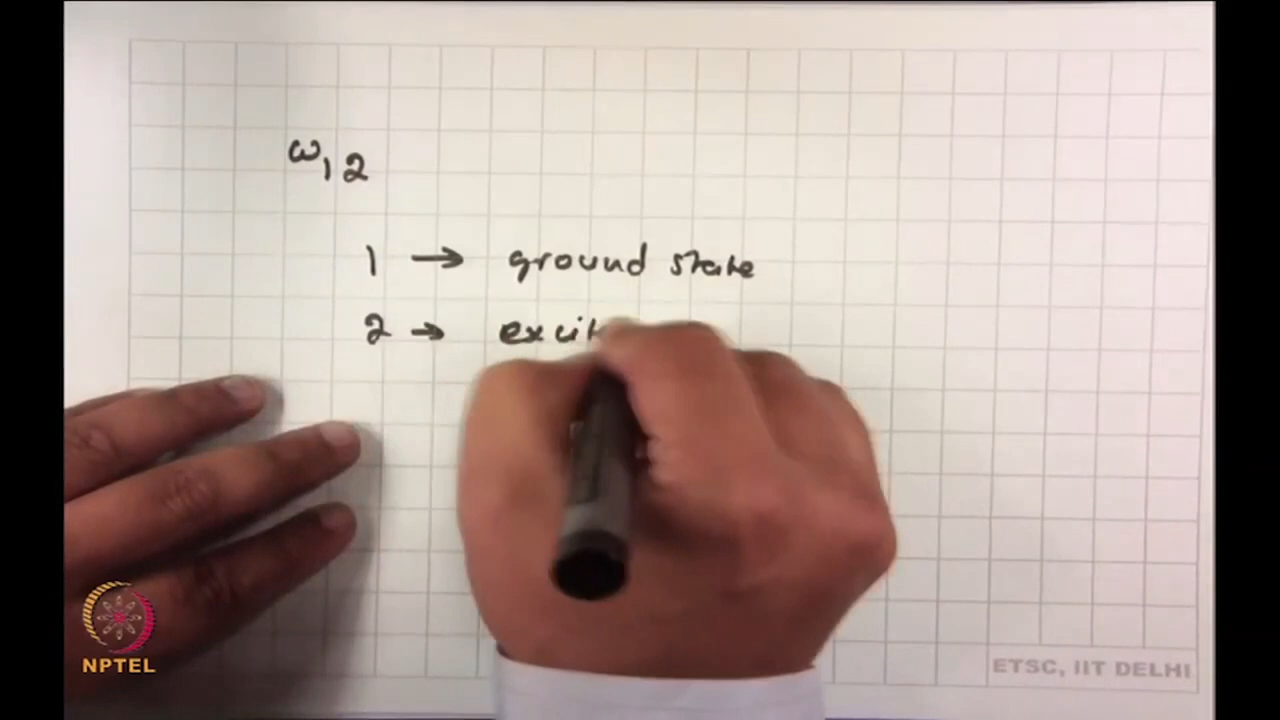 ω₁₂
1 → ground state
2 → excit
NPTEL
ETSC, IIT DELHI